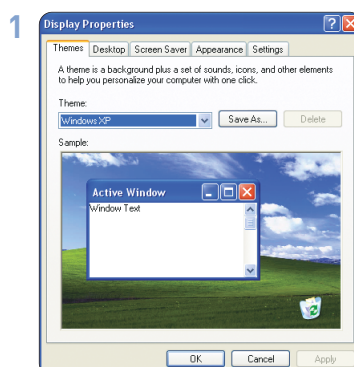 1
Display Properties
Themes Desktop Screen Saver Appearance Settings
A theme is a background plus a set of sounds, icons, and other elements
to help you personalize your computer with one click.
Theme:
Windows XP Save As... Delete
Sample:
Active Window
Window Text
OK Cancel Apply